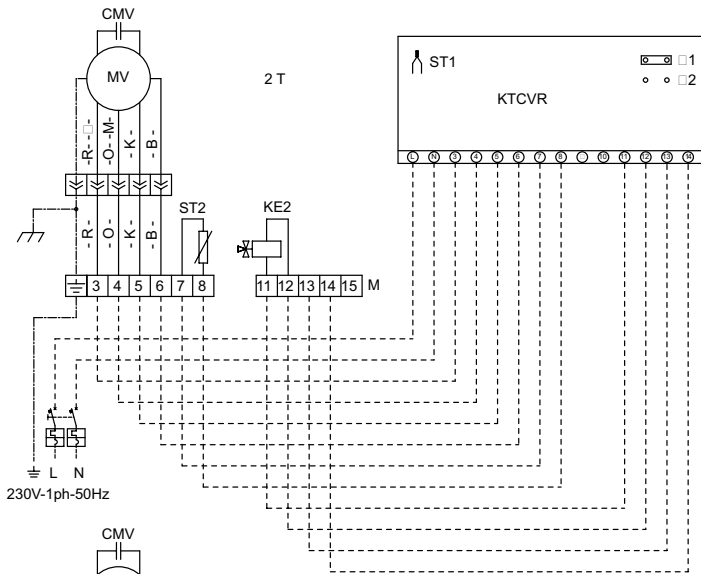 CMV
MV
2 T
ST1
□1
□2
KTCVR
-R---□-
-O---M-
-K-
-B-
L N 3 4 5 6 7 8 10 11 12 13 14
-R-
-O-
-K-
-B-
ST2
KE2
3 4 5 6 7 8
11 12 13 14 15 M
L N
230V-1ph-50Hz
CMV